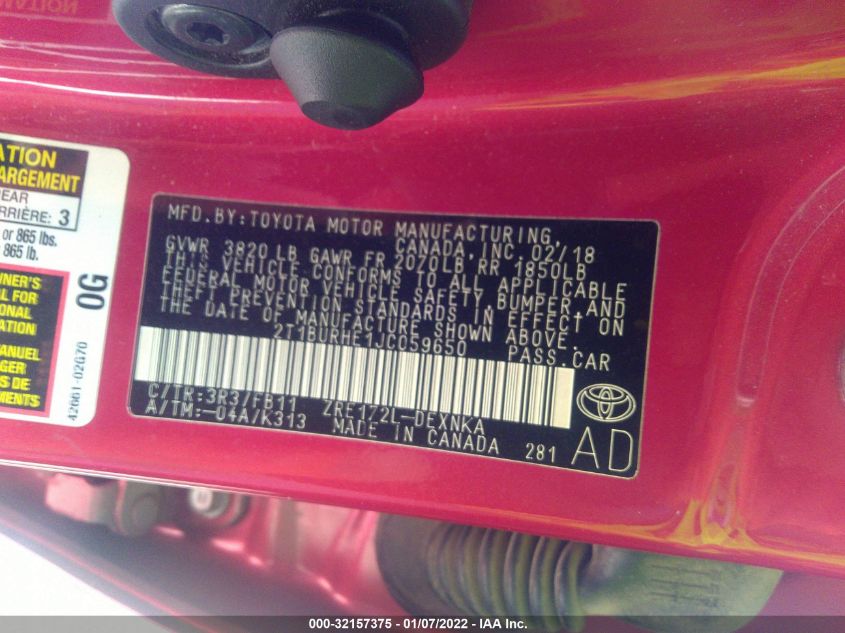 ATION
ARGEMENT
REAR
ARRIÈRE: 3
or 865 lbs.
865 lb.
OG
42661-02G70
MFD.BY:TOYOTA MOTOR MANUFACTURING,
CANADA,INC. 02/18
GVWR 3820 LB GAWR FR 2070LB RR 1850LB
THIS VEHICLE CONFORMS TO ALL APPLICABLE
FEDERAL MOTOR VEHICLE SAFETY,BUMPER,AND
THEFT PREVENTION STANDARDS IN EFFECT ON
THE DATE OF MANUFACTURE SHOWN ABOVE.
2T1BURHE1JC059650 PASS.CAR
C/TR:3R3/FB11 ZRE172L-DEXNKA
A/TM:-04A/K313 MADE IN CANADA 281
AD
000-32157375 - 01/07/2022 - IAA Inc.